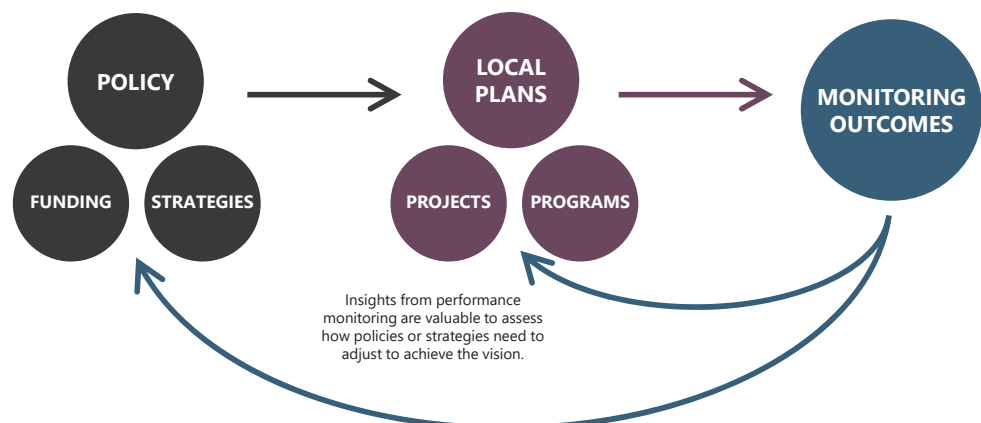 POLICY
FUNDING
STRATEGIES
LOCAL
PLANS
PROJECTS
PROGRAMS
MONITORING
OUTCOMES
Insights from performance
monitoring are valuable to assess
how policies or strategies need to
adjust to achieve the vision.